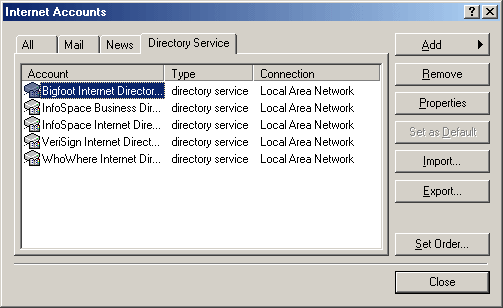 Internet Accounts
All Mail News Directory Service
Add
Account Type Connection
Remove
Bigfoot Internet Director... directory service Local Area Network
InfoSpace Business Dir... directory service Local Area Network
Properties
InfoSpace Internet Dire... directory service Local Area Network
VeriSign Internet Direct... directory service Local Area Network
Set as Default
WhoWhere Internet Dir... directory service Local Area Network
Import...
Export...
Set Order...
Close